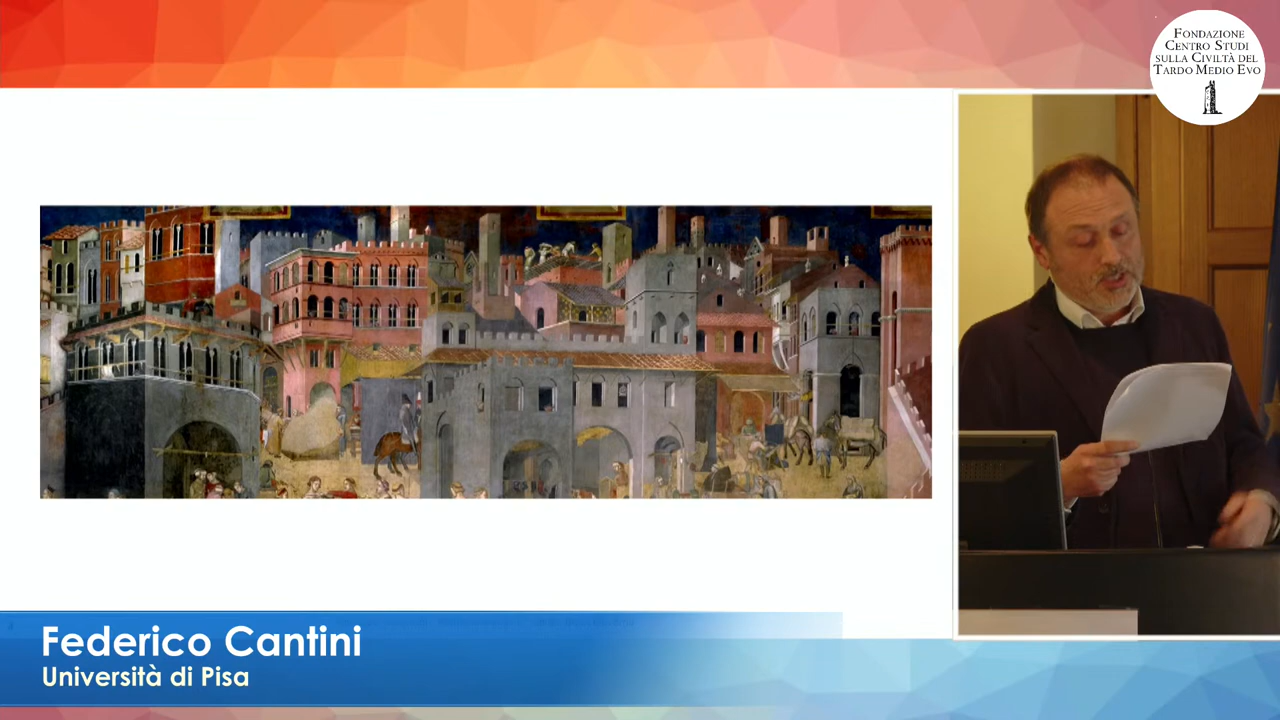 FONDAZIONE
CENTRO STUDI
SULLA CIVILTÀ DEL
TARDO MEDIO EVO
Federico Cantini
Università di Pisa